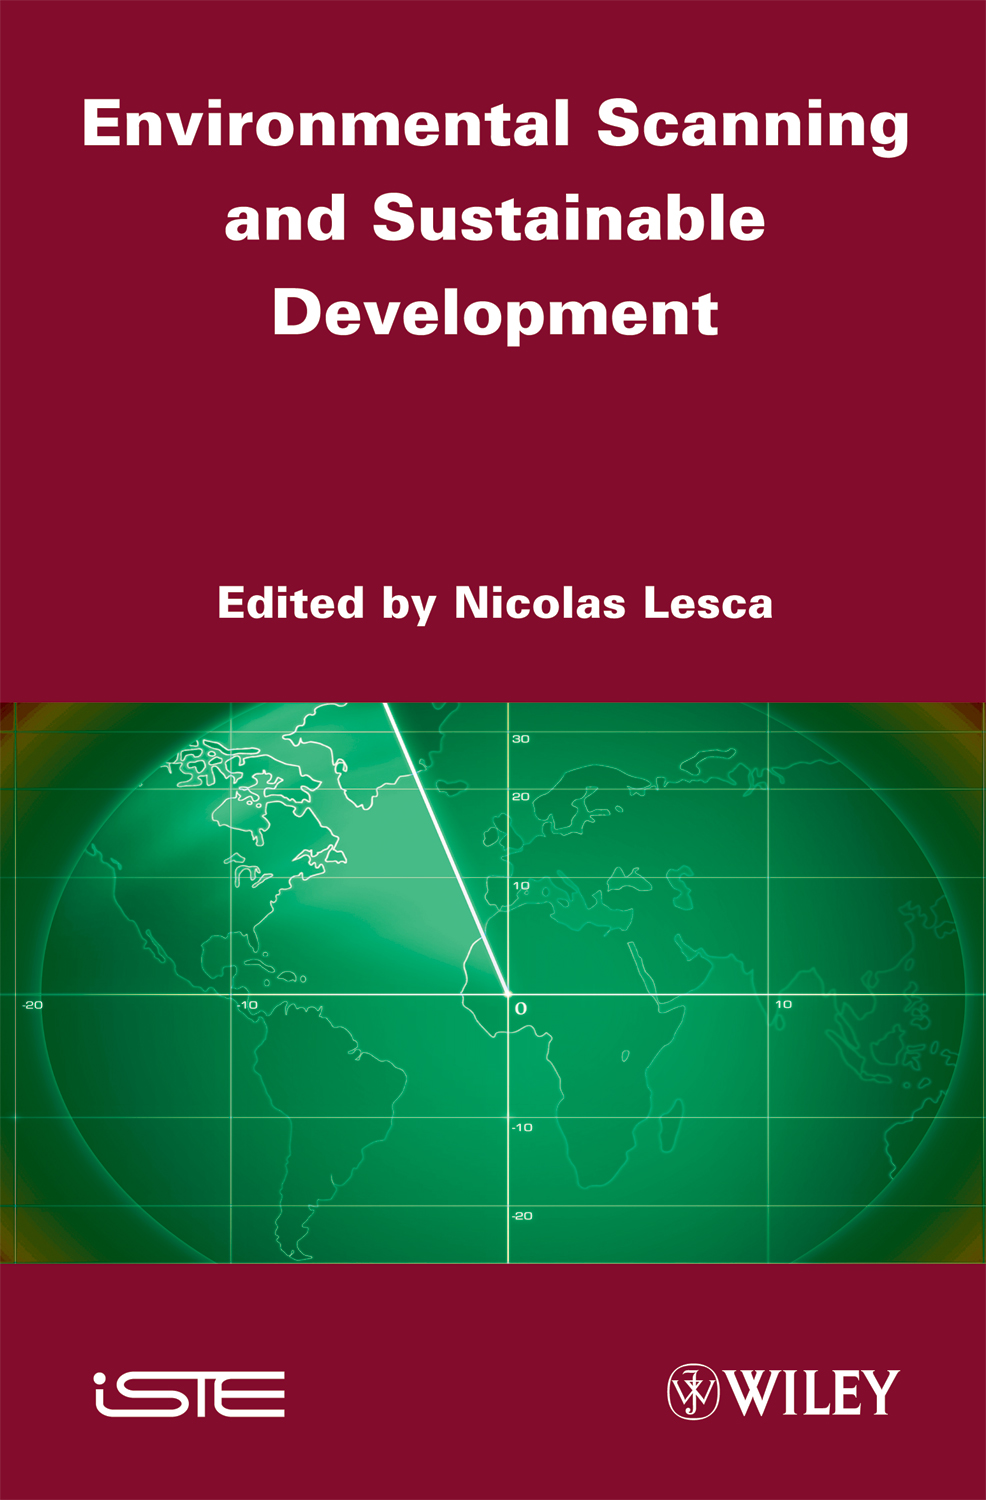 Environmental Scanning
and Sustainable
Development
Edited by Nicolas Lesca
30
20
10
-20
-10
0
10
-10
-20
iSTE
WILEY